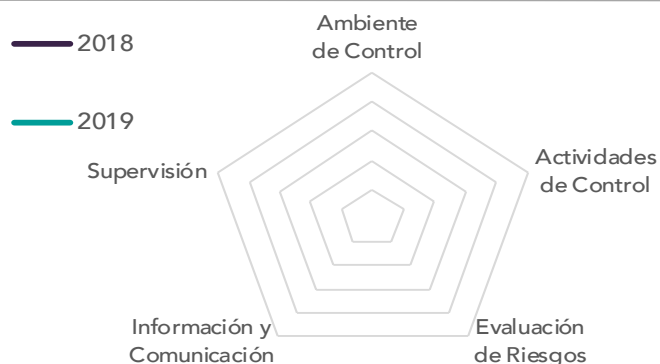 2018
2019
Ambiente
de Control
Supervisión
Actividades
de Control
Información y
Comunicación
Evaluación
de Riesgos